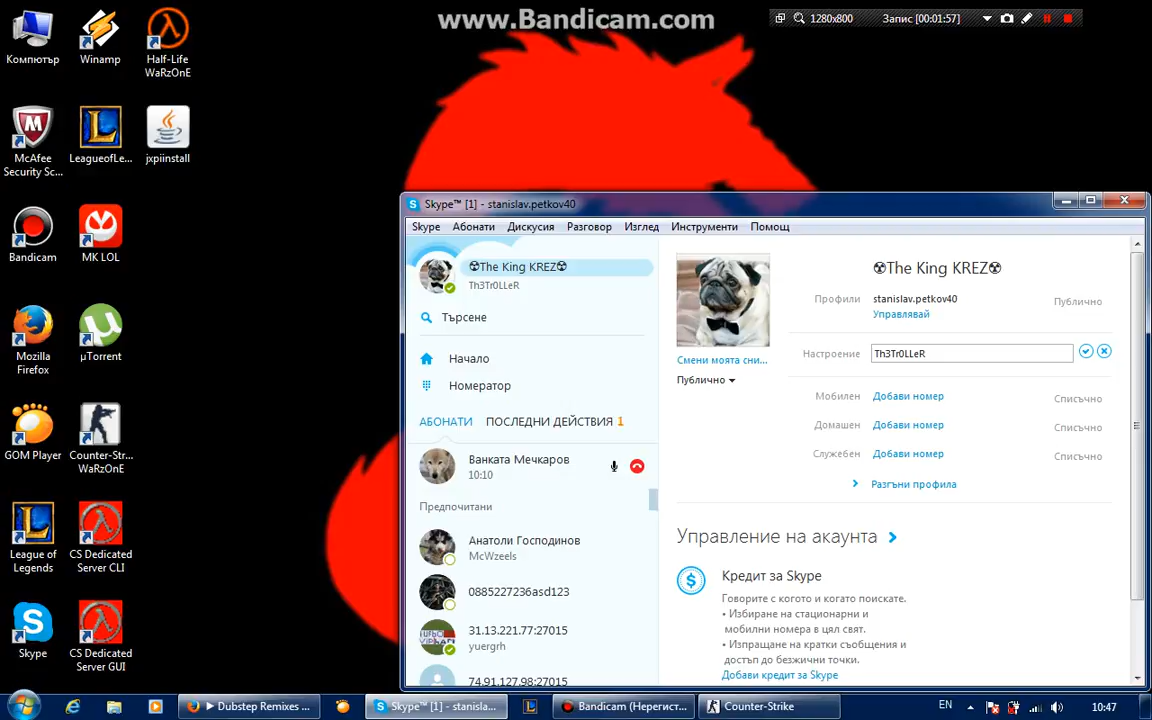 www.Bandicam.com
1280x800
Запис [00:01:57]
Компютър
Winamp
Half-Life
WaRzOnE
McAfee
Security Sc...
LeagueofLe...
jxpiinstall
Bandicam
MK LOL
Mozilla
Firefox
µTorrent
GOM Player
Counter-Str...
WaRzOnE
League of
Legends
CS Dedicated
Server CLI
Skype
CS Dedicated
Server GUI
Skype™ [1] - stanislav.petkov40
Skype Абонати Дискусия Разговор Изглед Инструменти Помощ
☢The King KREZ☢
Th3Tr0LLeR
Търсене
Начало
Номератор
АБОНАТИ ПОСЛЕДНИ ДЕЙСТВИЯ 1
Ванката Мечкаров
10:10
Предпочитани
Анатоли Господинов
McWzeels
0885227236asd123
31.13.221.77:27015
yuergrh
74.91.127.98:27015
☢The King KREZ☢
Профили stanislav.petkov40 Публично
Управлявай
Смени моята сни...
Публично
Настроение Th3Tr0LLeR
Мобилен Добави номер Списъчно
Домашен Добави номер Списъчно
Служебен Добави номер Списъчно
Разгъни профила
Управление на акаунта
Кредит за Skype
Говорите с когото и когато поискате.
• Избиране на стационарни и
мобилни номера в цял свят.
• Изпращане на кратки съобщения и
достъп до безжични точки.
Добави кредит за Skype
► Dubstep Remixes ...
Skype™ [1] - stanisla...
Bandicam (Нерегист...
Counter-Strike
EN
10:47